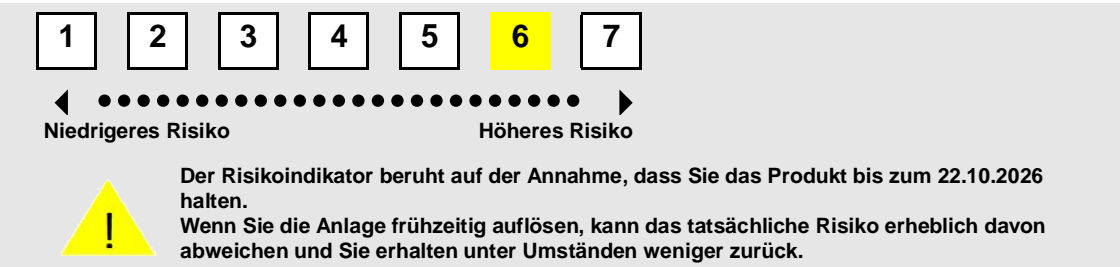 1 2 3 4 5 6 7
Niedrigeres Risiko Höheres Risiko
Der Risikoindikator beruht auf der Annahme, dass Sie das Produkt bis zum 22.10.2026
halten.
Wenn Sie die Anlage frühzeitig auflösen, kann das tatsächliche Risiko erheblich davon
abweichen und Sie erhalten unter Umständen weniger zurück.
!